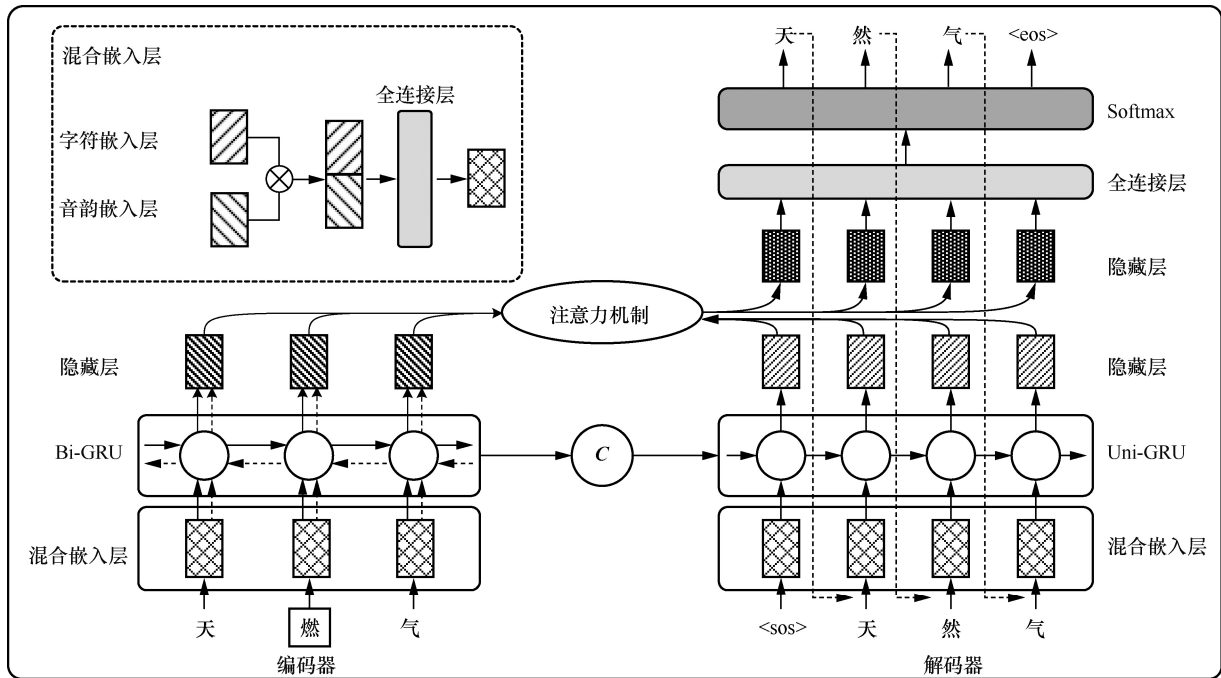 混合嵌入层
全连接层
字符嵌入层
音韵嵌入层
天 然 气 <eos>
Softmax
全连接层
隐藏层
注意力机制
隐藏层
隐藏层
Bi-GRU
C
Uni-GRU
混合嵌入层
混合嵌入层
天 燃 气
<sos> 天 然 气
编码器
解码器